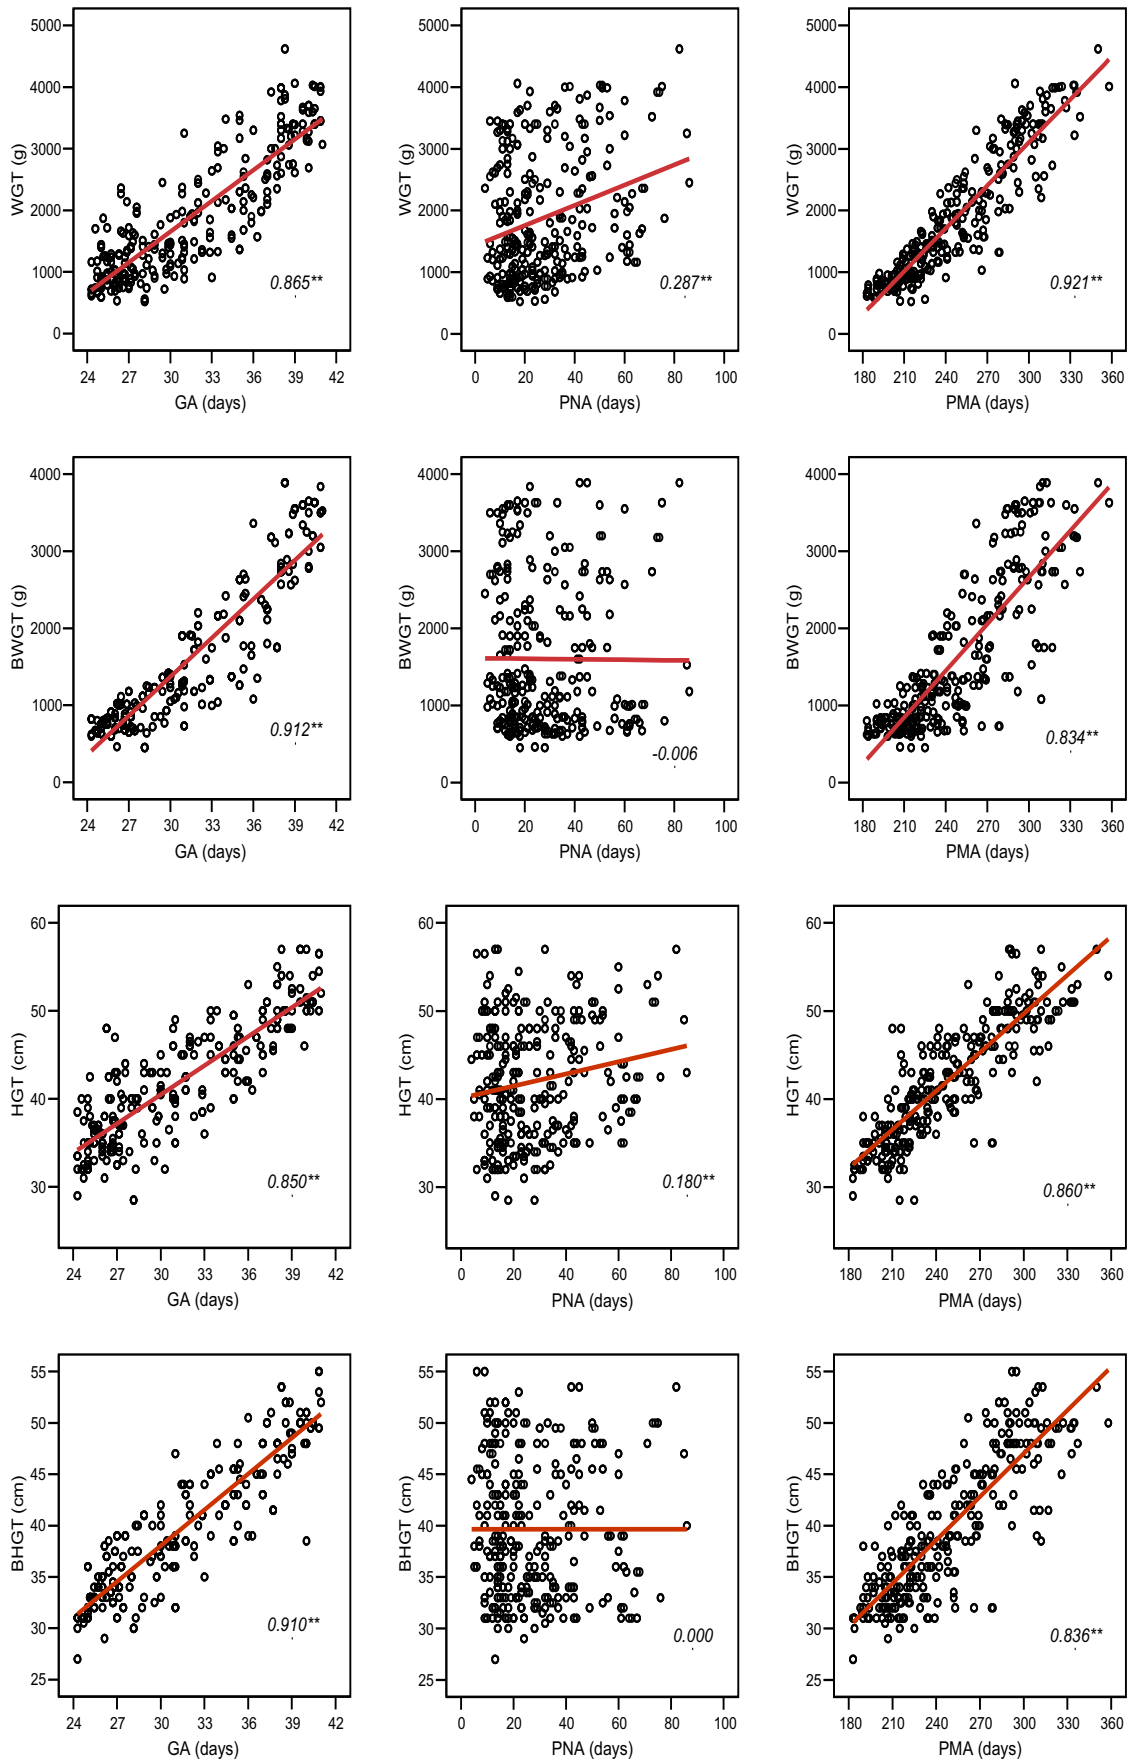 5000
4000
3000
2000
1000
0
WGT (g)
0.865**
24 27 30 33 36 39 42
GA (days)
5000
4000
3000
2000
1000
0
WGT (g)
0.287**
0 20 40 60 80 100
PNA (days)
5000
4000
3000
2000
1000
0
WGT (g)
0.921**
180 210 240 270 300 330 360
PMA (days)
4000
3000
2000
1000
0
BWGT (g)
0.912**
24 27 30 33 36 39 42
GA (days)
4000
3000
2000
1000
0
BWGT (g)
-0.006
0 20 40 60 80 100
PNA (days)
4000
3000
2000
1000
0
BWGT (g)
0.834**
180 210 240 270 300 330 360
PMA (days)
60
50
40
30
HGT (cm)
0.850**
24 27 30 33 36 39 42
GA (days)
60
50
40
30
HGT (cm)
0.180**
0 20 40 60 80 100
PNA (days)
60
50
40
30
HGT (cm)
0.860**
180 210 240 270 300 330 360
PMA (days)
55
50
45
40
35
30
25
BHGT (cm)
0.910**
24 27 30 33 36 39 42
GA (days)
55
50
45
40
35
30
25
BHGT (cm)
0.000
0 20 40 60 80 100
PNA (days)
55
50
45
40
35
30
25
BHGT (cm)
0.836**
180 210 240 270 300 330 360
PMA (days)